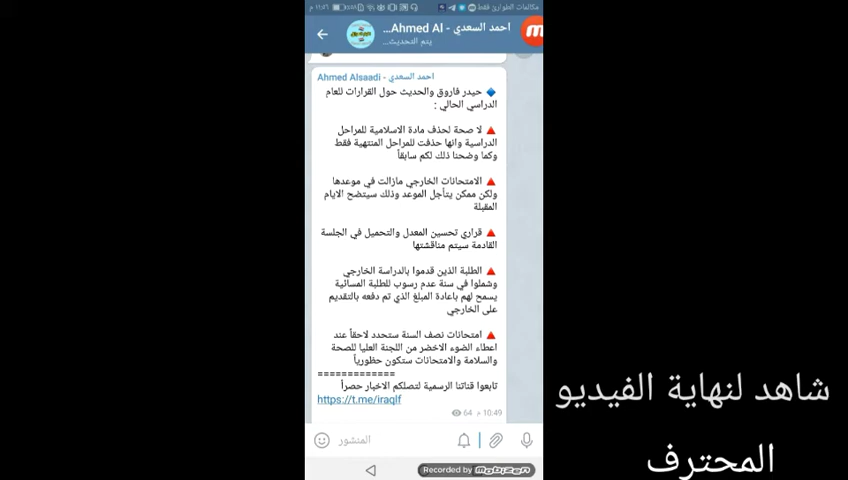 مكالمات الطوارئ فقط
١١:٥٦ م
احمد السعدي - Ahmed Al...
يتم التحديث...
احمد السعدي - Ahmed Alsaadi
🔷 حيدر فاروق والحديث حول القرارات للعام
الدراسي الحالي :
🔺 لا صحة لحذف مادة الاسلامية للمراحل
الدراسية وانها حذفت للمراحل المنتهية فقط
وكما وضحنا ذلك لكم سابقاً
🔺 الامتحانات الخارجي مازالت في موعدها
ولكن ممكن يتأجل الموعد وذلك سيتضح الايام
المقبلة
🔺 قراري تحسين المعدل والتحميل في الجلسة
القادمة سيتم مناقشتها
🔺 الطلبة الذين قدموا بالدراسة الخارجي
وشملوا في سنة عدم رسوب للطلبة المسائية
يسمح لهم باعادة المبلغ الذي تم دفعه بالتقديم
على الخارجي
🔺 امتحانات نصف السنة ستحدد لاحقاً عند
اعطاء الضوء الاخضر من اللجنة العليا للصحة
والسلامة والامتحانات ستكون حظورياً
=============
تابعوا قناتنا الرسمية لتصلكم الاخبار حصراً
https://t.me/iraqlf
64 10:49 م
المنشور
Recorded by mobizen
شاهد لنهاية الفيديو
المحترف